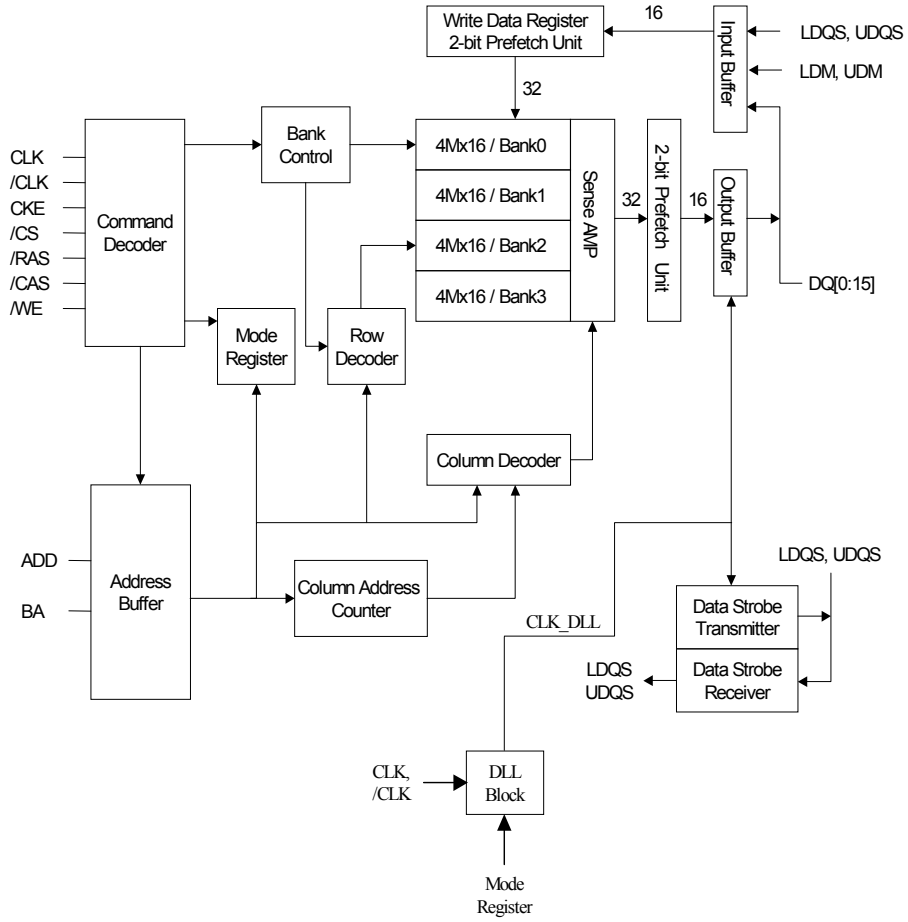 Write Data Register
2-bit Prefetch Unit
16
Input Buffer
LDQS, UDQS
LDM, UDM
32
Bank
Control
4Mx16 / Bank0
4Mx16 / Bank1
4Mx16 / Bank2
4Mx16 / Bank3
Sense AMP
32
2-bit Prefetch Unit
16
Output Buffer
DQ[0:15]
CLK
/CLK
CKE
/CS
/RAS
/CAS
/WE
Command
Decoder
Mode
Register
Row
Decoder
Column Decoder
ADD
BA
Address
Buffer
Column Address
Counter
CLK_DLL
LDQS, UDQS
Data Strobe
Transmitter
Data Strobe
Receiver
LDQS
UDQS
CLK,
/CLK
DLL
Block
Mode
Register